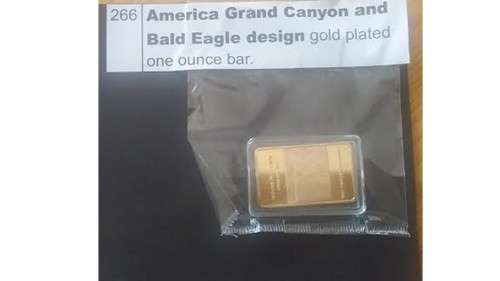 266 America Grand Canyon and
Bald Eagle design gold plated
one ounce bar.